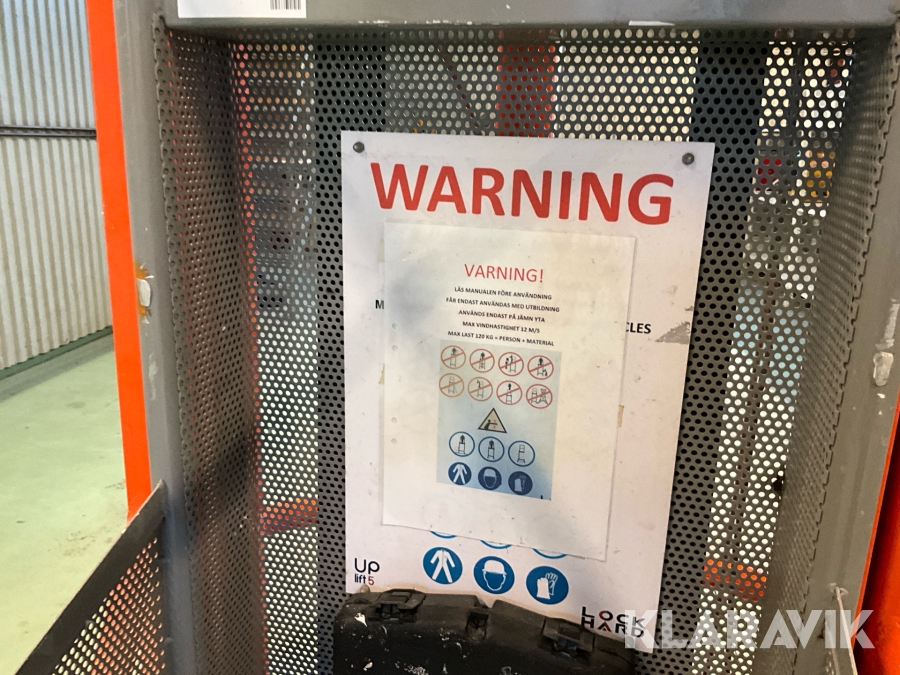 WARNING
VARNING!
LÄS MANUALEN FÖRE ANVÄNDNING
FÅR ENDAST ANVÄNDAS MED UTBILDNING
ANVÄNDS ENDAST PÅ JÄMN YTA
MAX VINDHASTIGHET 12 M/S
MAX LAST 120 KG = PERSON + MATERIAL
M
CLES
Up
lift5
LOCK
HARD
KLARAVIK